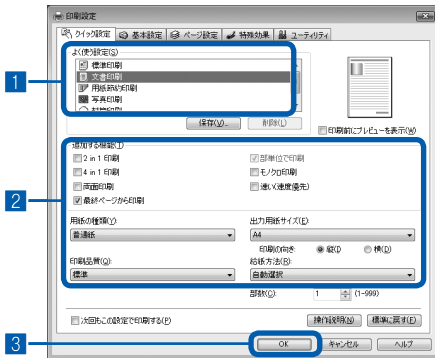 印刷設定
クイック設定 基本設定 ページ設定 特殊効果 ユーティリティ
よく使う設定(S)
1
標準印刷
文書印刷
用紙節約印刷
写真印刷
保存(V)... 削除(L)
印刷前にプレビューを表示(W)
追加する機能(T)
2 in 1 印刷
4 in 1 印刷
両面印刷
最終ページから印刷
部単位で印刷
モノクロ印刷
速い(速度優先)
2
用紙の種類(Y):
普通紙
出力用紙サイズ(E):
A4
印刷の向き: 縦(I) 横(D)
印刷品質(Q):
標準
給紙方法(R):
自動選択
部数(C): 1 (1-999)
次回もこの設定で印刷する(P)
操作説明(N) 標準に戻す(F)
3
OK キャンセル ヘルプ